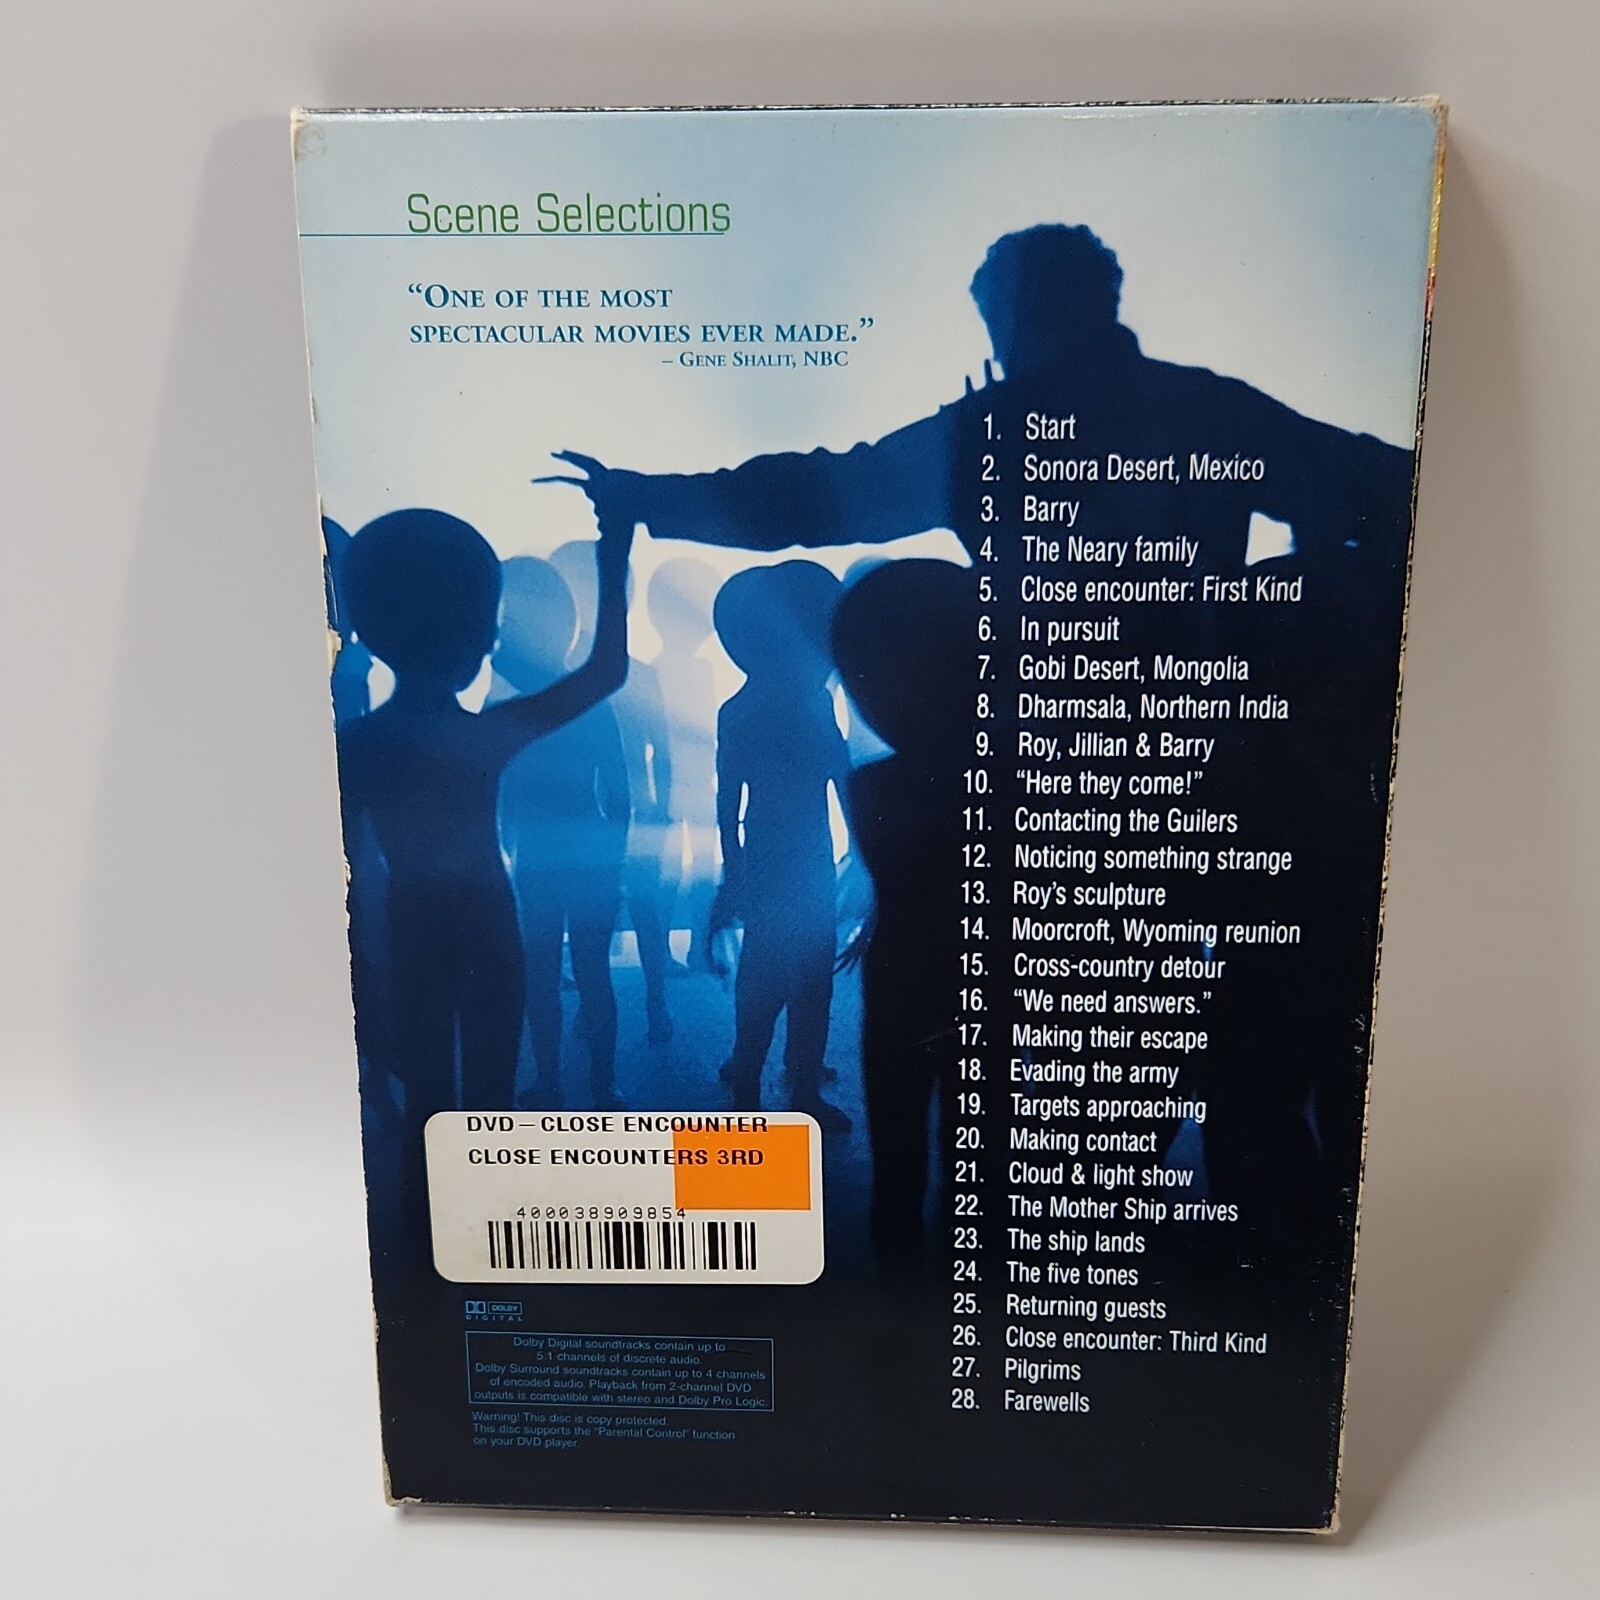 Scene Selections
“ONE OF THE MOST
SPECTACULAR MOVIES EVER MADE.”
– GENE SHALIT, NBC
1. Start
2. Sonora Desert, Mexico
3. Barry
4. The Neary family
5. Close encounter: First Kind
6. In pursuit
7. Gobi Desert, Mongolia
8. Dharmsala, Northern India
9. Roy, Jillian & Barry
10. “Here they come!”
11. Contacting the Guilers
12. Noticing something strange
13. Roy’s sculpture
14. Moorcroft, Wyoming reunion
15. Cross-country detour
16. “We need answers.”
17. Making their escape
18. Evading the army
19. Targets approaching
20. Making contact
21. Cloud & light show
22. The Mother Ship arrives
23. The ship lands
24. The five tones
25. Returning guests
26. Close encounter: Third Kind
27. Pilgrims
28. Farewells
DVD–CLOSE ENCOUNTER
CLOSE ENCOUNTERS 3RD
400038909854
DOLBY
DIGITAL
Dolby Digital soundtracks contain up to
5.1 channels of discrete audio.
Dolby Surround soundtracks contain up to 4 channels
of encoded audio. Playback from 2-channel DVD
outputs is compatible with stereo and Dolby Pro Logic.
Warning! This disc is copy protected.
This disc supports the “Parental Control” function
on your DVD player.